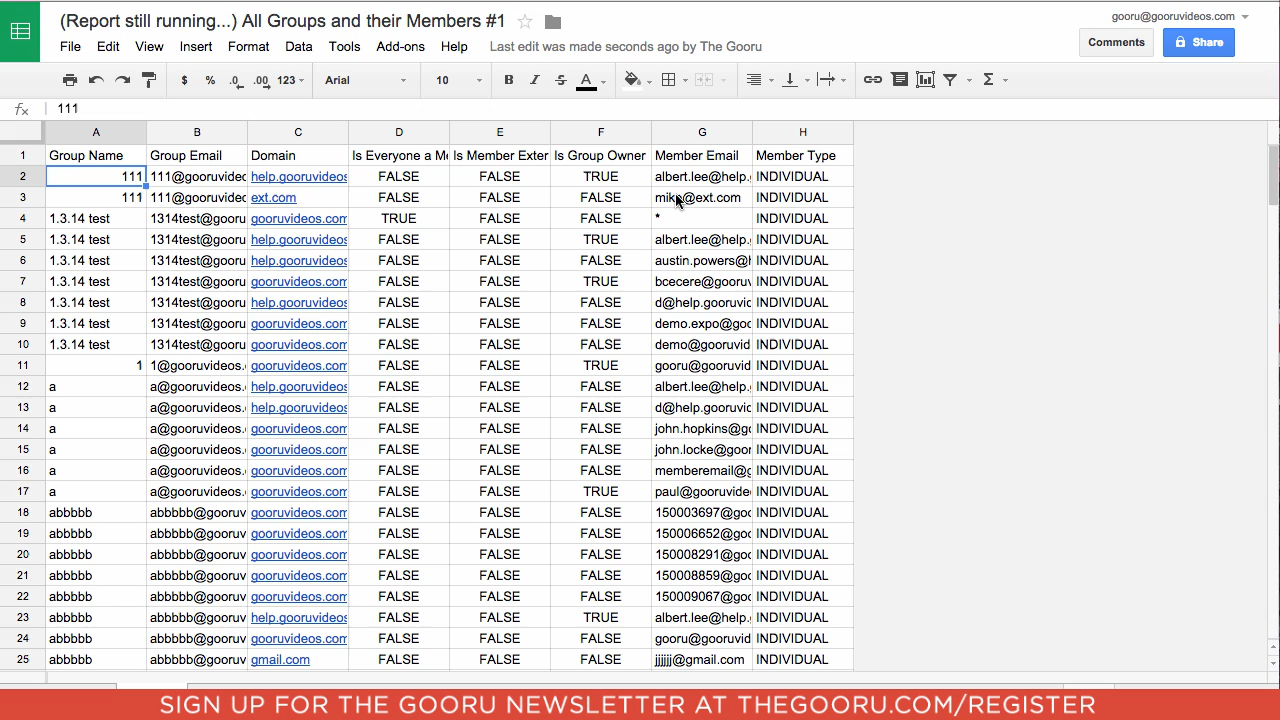 (Report still running...) All Groups and their Members #1
gooru@gooruvideos.com
File Edit View Insert Format Data Tools Add-ons Help Last edit was made seconds ago by The Gooru
Comments Share
$ % .0 .00 123 Arial 10 B I S A Σ
fx 111
A B C D E F G H
1 Group Name Group Email Domain Is Everyone a Me Is Member Exter Is Group Owner Member Email Member Type
2 111 111@gooruvideo help.gooruvideos FALSE FALSE TRUE albert.lee@help. INDIVIDUAL
3 111 111@gooruvideo ext.com FALSE FALSE FALSE mike@ext.com INDIVIDUAL
4 1.3.14 test 1314test@gooru gooruvideos.com TRUE FALSE FALSE * INDIVIDUAL
5 1.3.14 test 1314test@gooru help.gooruvideos FALSE FALSE TRUE albert.lee@help. INDIVIDUAL
6 1.3.14 test 1314test@gooru help.gooruvideos FALSE FALSE FALSE austin.powers@h INDIVIDUAL
7 1.3.14 test 1314test@gooru gooruvideos.com FALSE FALSE TRUE bcecere@gooruv INDIVIDUAL
8 1.3.14 test 1314test@gooru help.gooruvideos FALSE FALSE FALSE d@help.gooruvid INDIVIDUAL
9 1.3.14 test 1314test@gooru gooruvideos.com FALSE FALSE FALSE demo.expo@goo INDIVIDUAL
10 1.3.14 test 1314test@gooru gooruvideos.com FALSE FALSE FALSE demo@gooruvid INDIVIDUAL
11 1 1@gooruvideos. gooruvideos.com FALSE FALSE TRUE gooru@gooruvid INDIVIDUAL
12 a a@gooruvideos. help.gooruvideos FALSE FALSE FALSE albert.lee@help. INDIVIDUAL
13 a a@gooruvideos. help.gooruvideos FALSE FALSE FALSE d@help.gooruvid INDIVIDUAL
14 a a@gooruvideos. gooruvideos.com FALSE FALSE FALSE john.hopkins@go INDIVIDUAL
15 a a@gooruvideos. gooruvideos.com FALSE FALSE FALSE john.locke@goor INDIVIDUAL
16 a a@gooruvideos. gooruvideos.com FALSE FALSE FALSE memberemail@g INDIVIDUAL
17 a a@gooruvideos. gooruvideos.com FALSE FALSE TRUE paul@gooruvide INDIVIDUAL
18 abbbbb abbbbb@gooruv gooruvideos.com FALSE FALSE FALSE 150003697@goo INDIVIDUAL
19 abbbbb abbbbb@gooruv gooruvideos.com FALSE FALSE FALSE 150006652@goo INDIVIDUAL
20 abbbbb abbbbb@gooruv gooruvideos.com FALSE FALSE FALSE 150008291@goo INDIVIDUAL
21 abbbbb abbbbb@gooruv gooruvideos.com FALSE FALSE FALSE 150008859@goo INDIVIDUAL
22 abbbbb abbbbb@gooruv gooruvideos.com FALSE FALSE FALSE 150009067@goo INDIVIDUAL
23 abbbbb abbbbb@gooruv help.gooruvideos FALSE FALSE TRUE albert.lee@help. INDIVIDUAL
24 abbbbb abbbbb@gooruv gooruvideos.com FALSE FALSE FALSE gooru@gooruvid INDIVIDUAL
25 abbbbb abbbbb@gooruv gmail.com FALSE FALSE FALSE jjjjjj@gmail.com INDIVIDUAL
SIGN UP FOR THE GOORU NEWSLETTER AT THEGOORU.COM/REGISTER